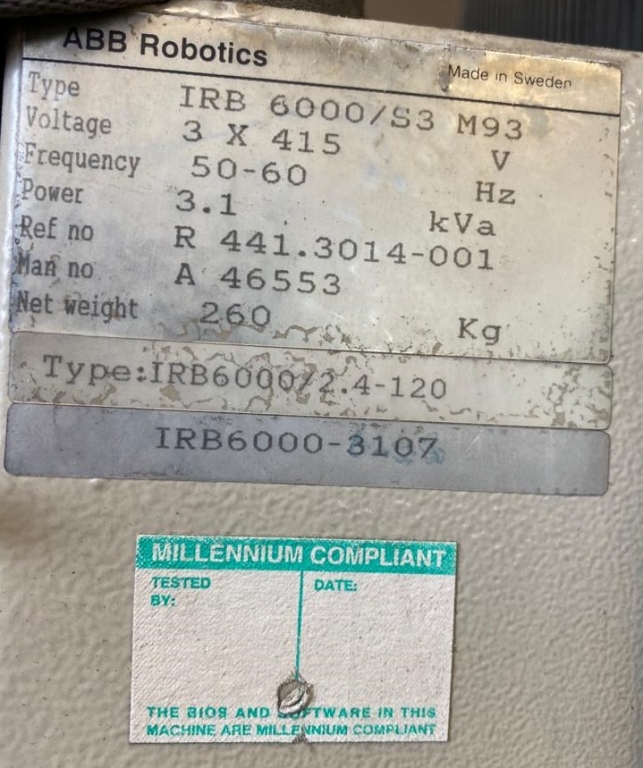 ABB Robotics
Made in Sweden
Type IRB 6000/S3 M93
Voltage 3 X 415 V
Frequency 50-60 Hz
Power 3.1 kVa
Ref no R 441.3014-001
Man no A 46553
Net weight 260 Kg
Type:IRB6000/2.4-120
IRB6000-3107
MILLENNIUM COMPLIANT
TESTED BY: DATE:
THE BIOS AND SOFTWARE IN THIS
MACHINE ARE MILLENNIUM COMPLIANT